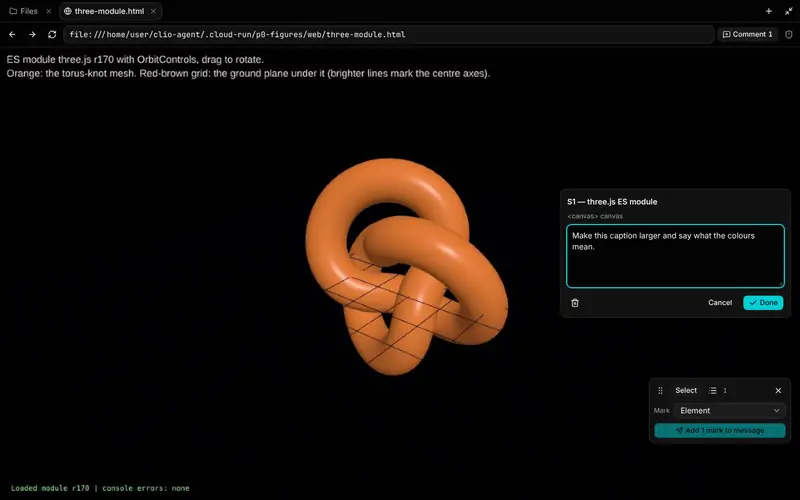 Files
three-module.html
file:///home/user/clio-agent/.cloud-run/p0-figures/web/three-module.html
Comment 1
ES module three.js r170 with OrbitControls, drag to rotate.
Orange: the torus-knot mesh. Red-brown grid: the ground plane under it (brighter lines mark the centre axes).
S1 — three.js ES module
<canvas> canvas
Make this caption larger and say what the colours
mean.
Cancel
Done
Select
1
Mark
Element
Add 1 mark to message
Loaded module r170 | console errors: none